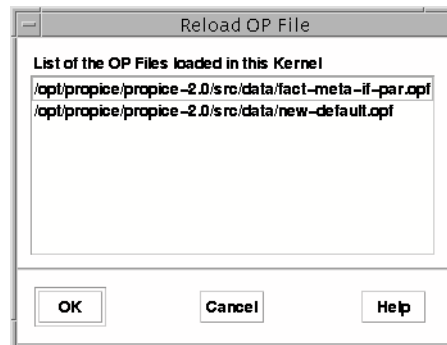 Reload OP File
List of the OP Files loaded in this Kernel
/opt/propice/propice-2.0/src/data/fact-meta-if-par.opf
/opt/propice/propice-2.0/src/data/new-default.opf
OK Cancel Help